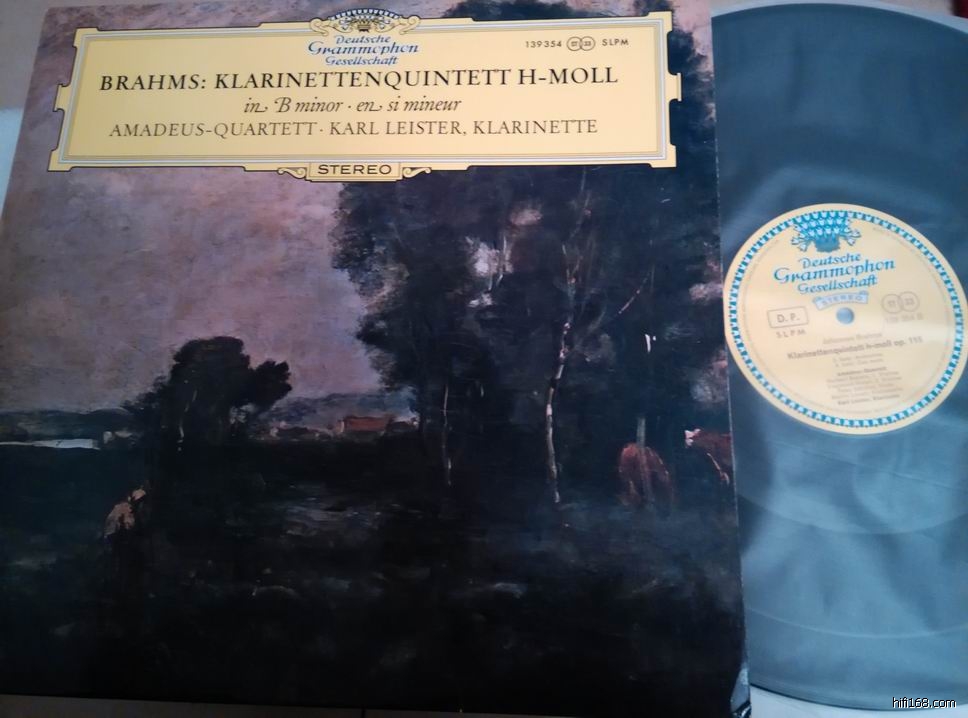 Deutsche
Grammophon
Gesellschaft
139354 SLPM
BRAHMS: KLARINETTENQUINTETT H-MOLL
in B minor · en si mineur
AMADEUS-QUARTETT · KARL LEISTER, KLARINETTE
STEREO
Deutsche
Grammophon
Gesellschaft
STEREO
D. P.
SLPM
33
Johannes Brahms
Klarinettenquintett h-moll op. 115
Amadeus-Quartett
Karl Leister, Klarinette
hifi168.com